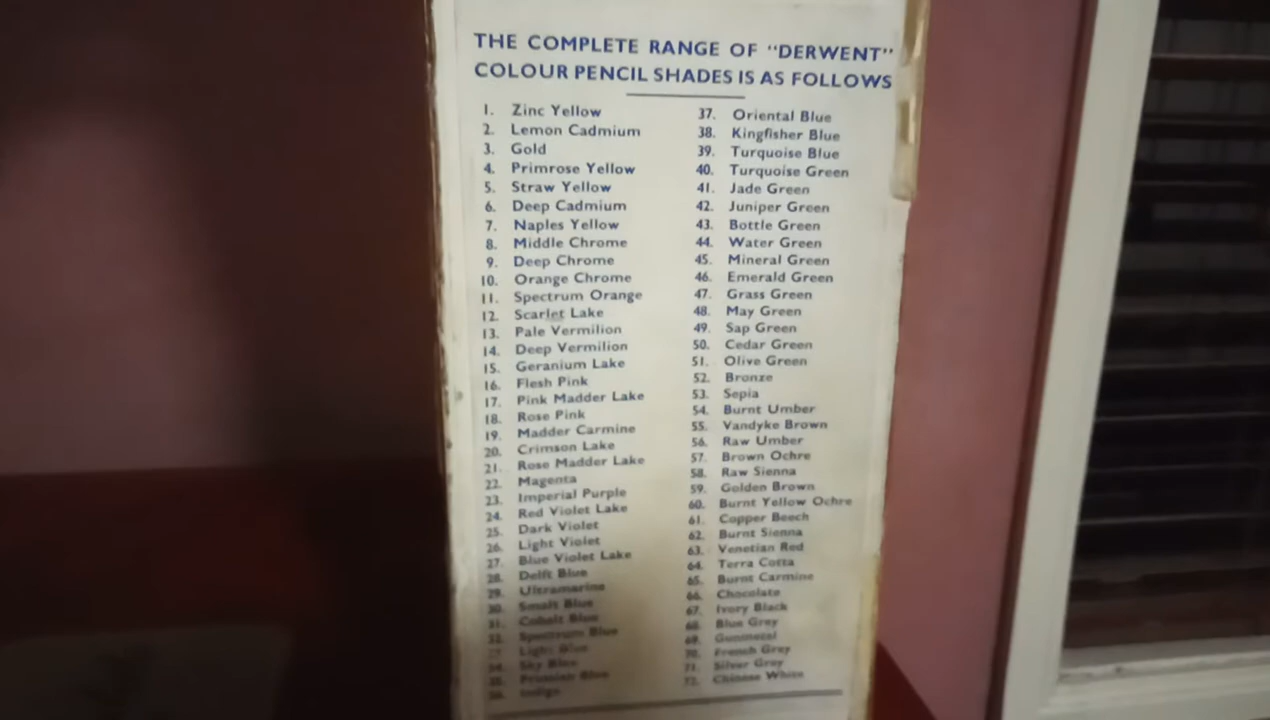 THE COMPLETE RANGE OF "DERWENT"
COLOUR PENCIL SHADES IS AS FOLLOWS
1. Zinc Yellow
2. Lemon Cadmium
3. Gold
4. Primrose Yellow
5. Straw Yellow
6. Deep Cadmium
7. Naples Yellow
8. Middle Chrome
9. Deep Chrome
10. Orange Chrome
11. Spectrum Orange
12. Scarlet Lake
13. Pale Vermilion
14. Deep Vermilion
15. Geranium Lake
16. Flesh Pink
17. Pink Madder Lake
18. Rose Pink
19. Madder Carmine
20. Crimson Lake
21. Rose Madder Lake
22. Magenta
23. Imperial Purple
24. Red Violet Lake
25. Dark Violet
26. Light Violet
27. Blue Violet Lake
28. Delft Blue
29. Ultramarine
30. Smalt Blue
31. Cobalt Blue
32. Spectrum Blue
33. Light Blue
34. Sky Blue
35. Prussian Blue
36. Indigo
37. Oriental Blue
38. Kingfisher Blue
39. Turquoise Blue
40. Turquoise Green
41. Jade Green
42. Juniper Green
43. Bottle Green
44. Water Green
45. Mineral Green
46. Emerald Green
47. Grass Green
48. May Green
49. Sap Green
50. Cedar Green
51. Olive Green
52. Bronze
53. Sepia
54. Burnt Umber
55. Vandyke Brown
56. Raw Umber
57. Brown Ochre
58. Raw Sienna
59. Golden Brown
60. Burnt Yellow Ochre
61. Copper Beech
62. Burnt Sienna
63. Venetian Red
64. Terra Cotta
65. Burnt Carmine
66. Chocolate
67. Ivory Black
68. Blue Grey
69. Gunmetal
70. French Grey
71. Silver Grey
72. Chinese White